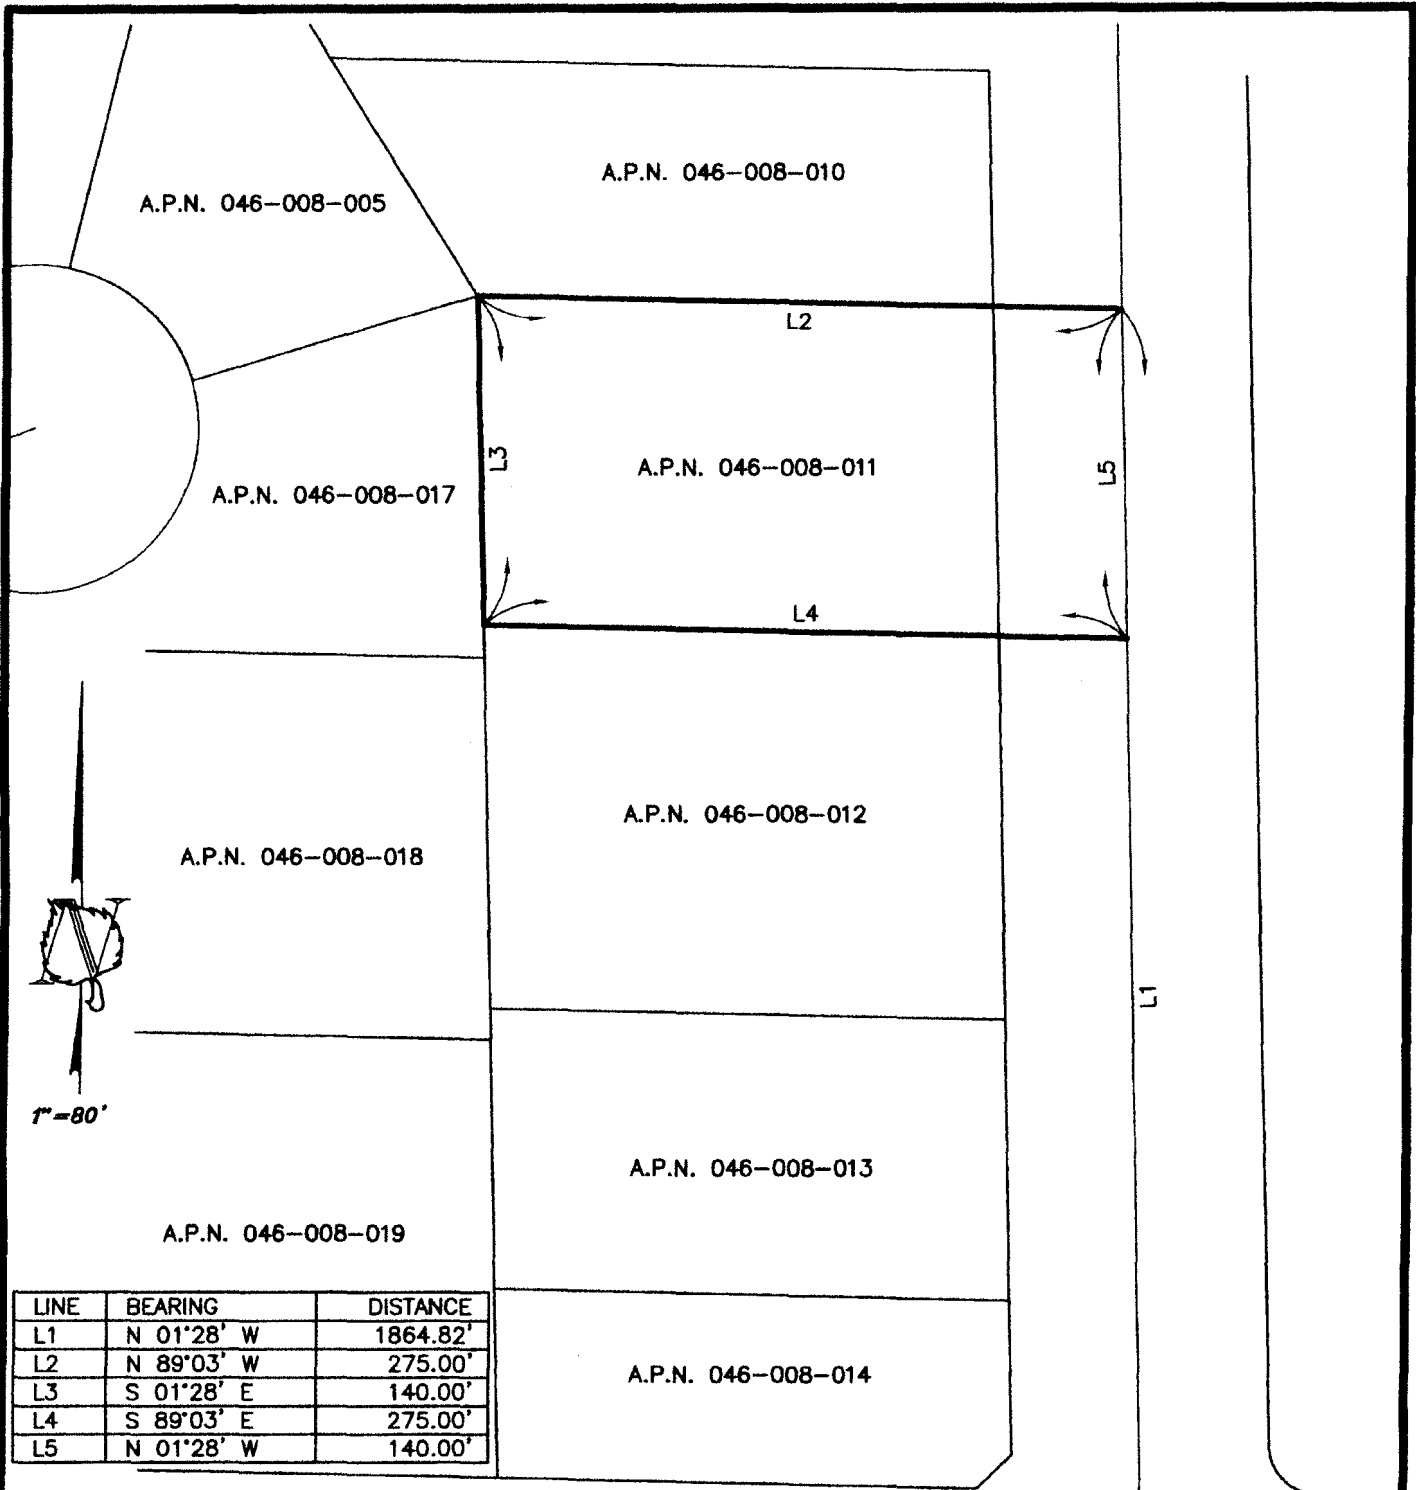 A.P.N. 046-008-010
A.P.N. 046-008-005
L2
L3
A.P.N. 046-008-011
L5
A.P.N. 046-008-017
L4
A.P.N. 046-008-012
A.P.N. 046-008-018
N
L1
1"=80'
A.P.N. 046-008-013
A.P.N. 046-008-019
LINE BEARING DISTANCE
L1 N 01°28' W 1864.82'
L2 N 89°03' W 275.00'
L3 S 01°28' E 140.00'
L4 S 89°03' E 275.00'
L5 N 01°28' W 140.00'
A.P.N. 046-008-014